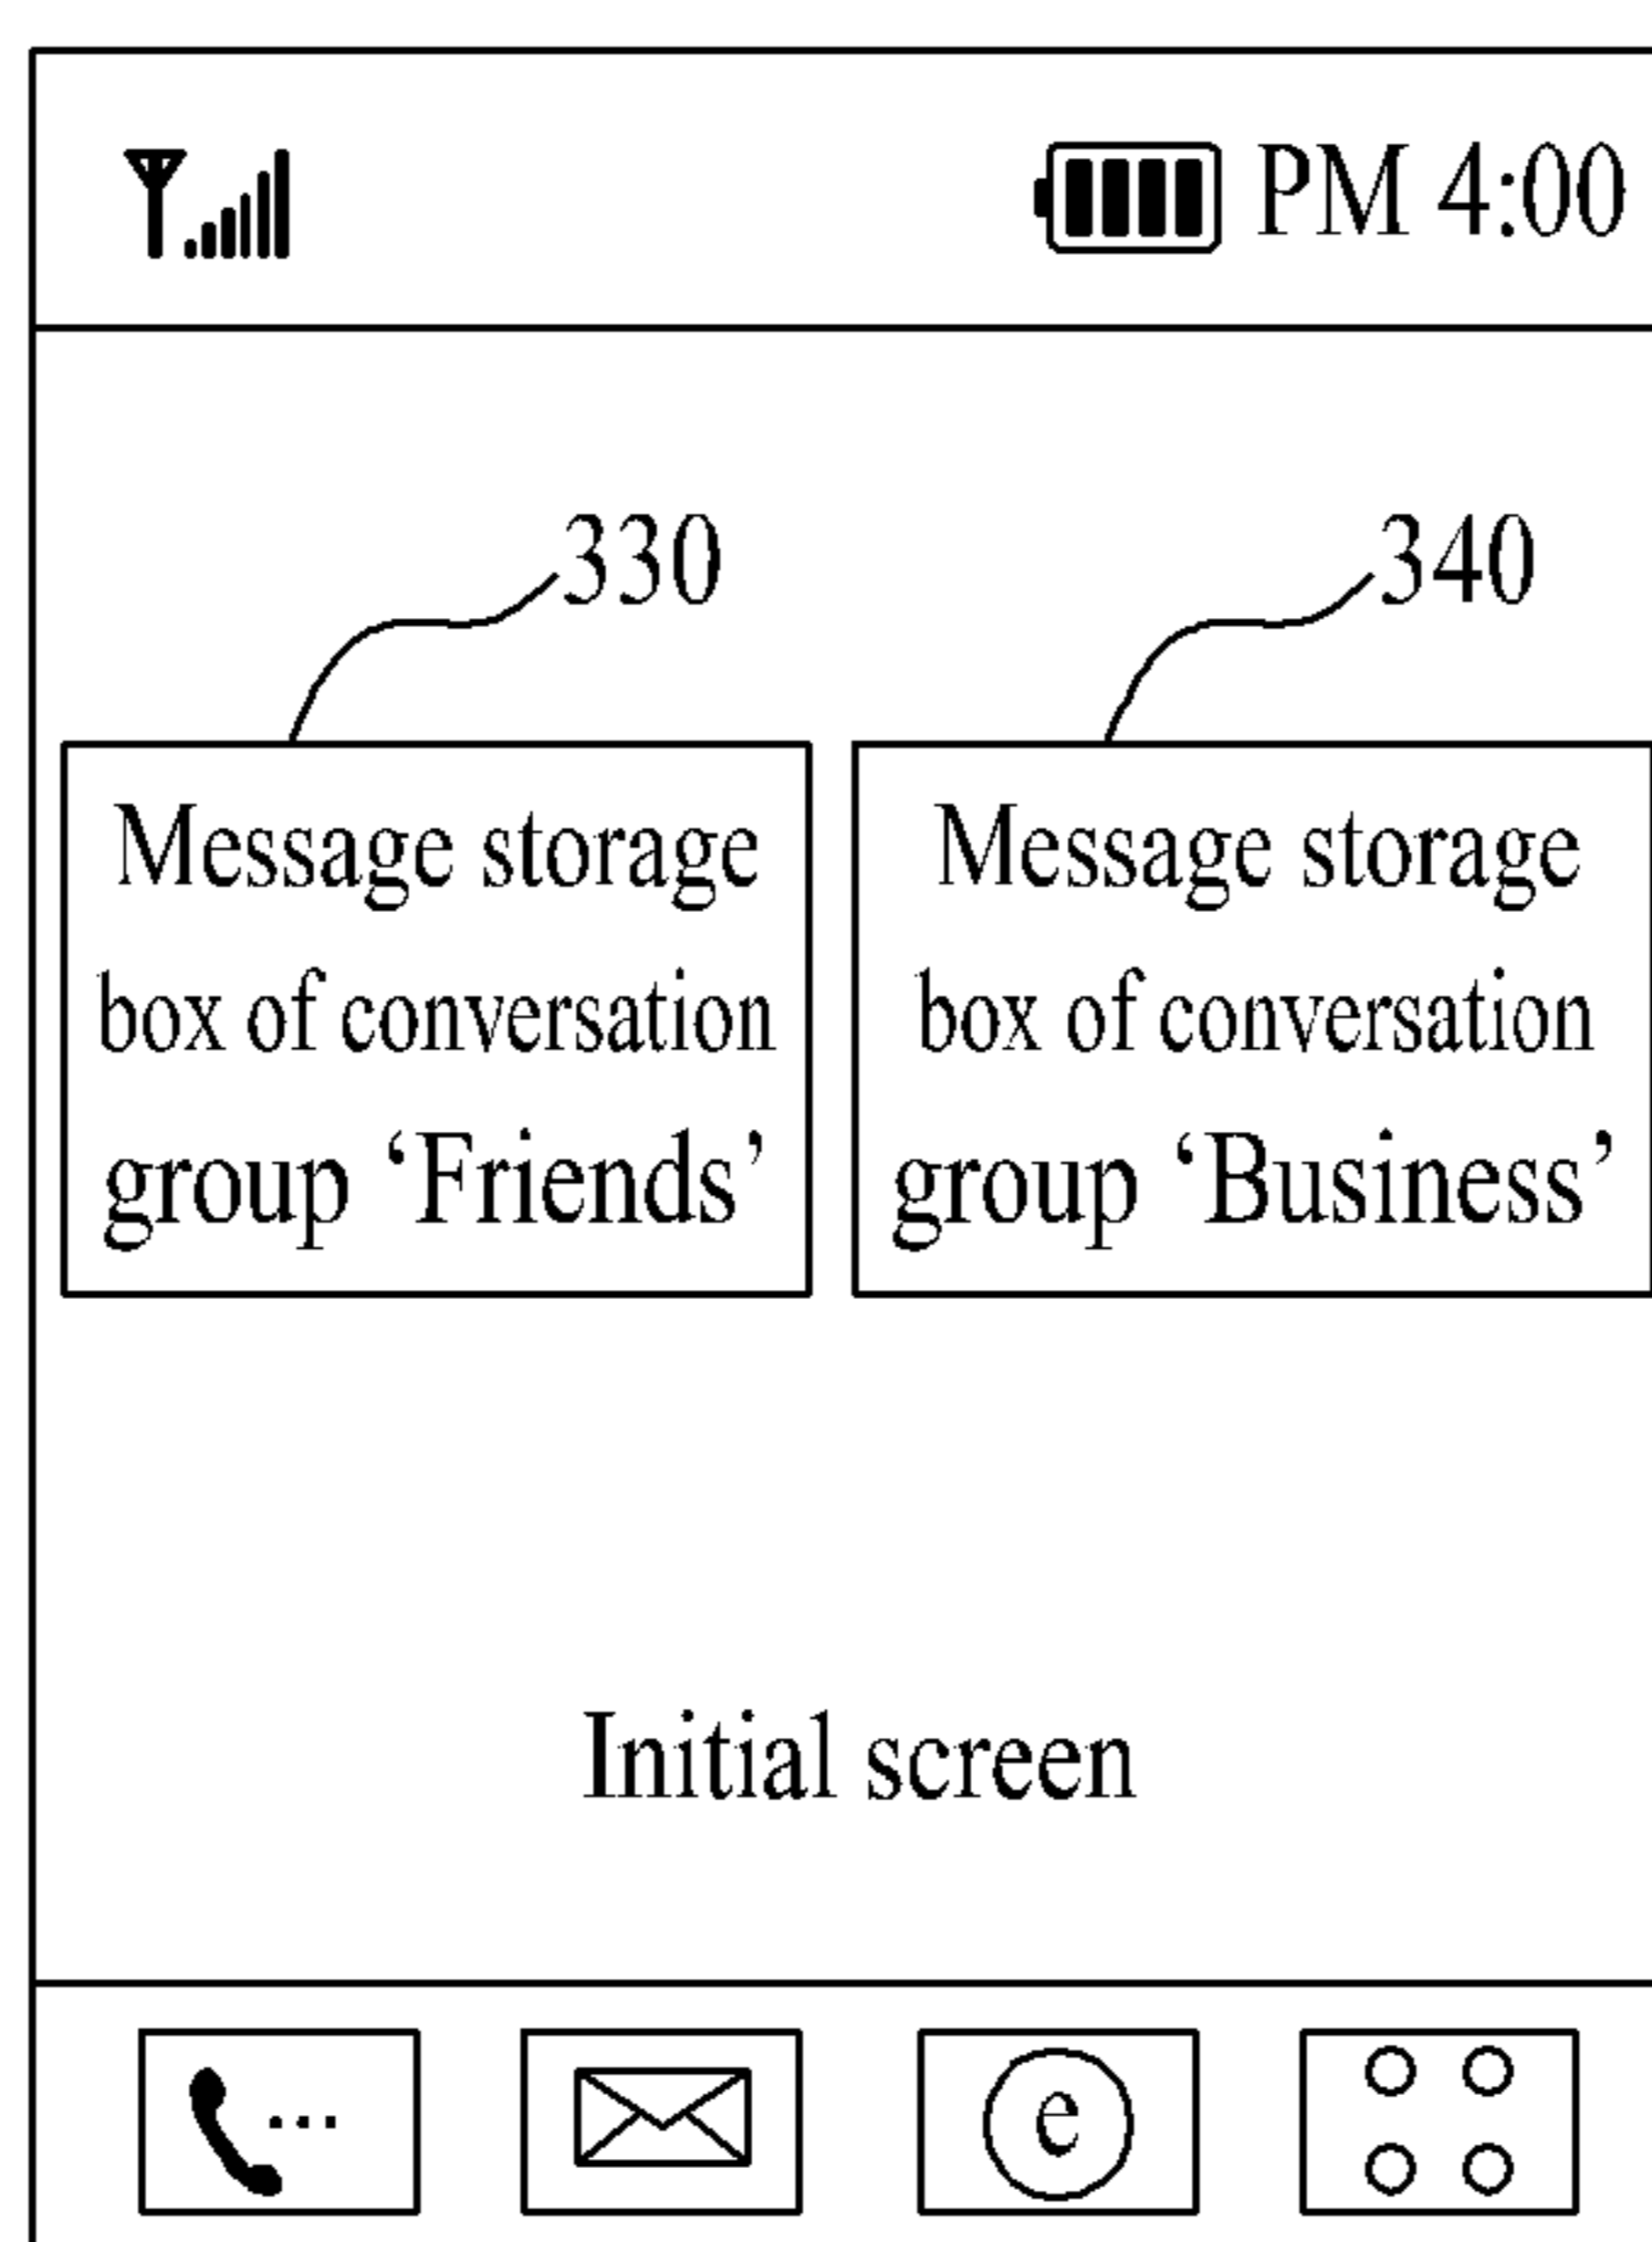 PM 4:00
330
340
Message storage
box of conversation
group ‘Friends’
Message storage
box of conversation
group ‘Business’
Initial screen
e